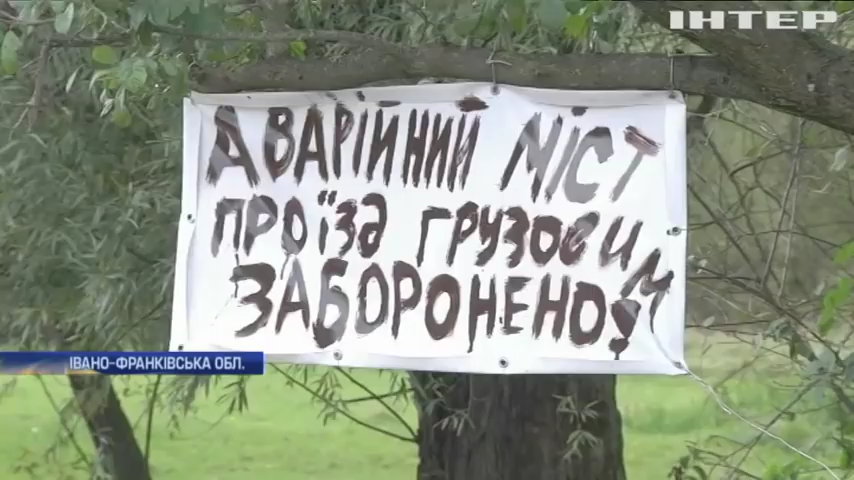 ІНТЕР
АВАРІЙНИЙ МІСТ
ПРОЇЗД ГРУЗОВИМ
ЗАБОРОНЕНО!
ІВАНО-ФРАНКІВСЬКА ОБЛ.